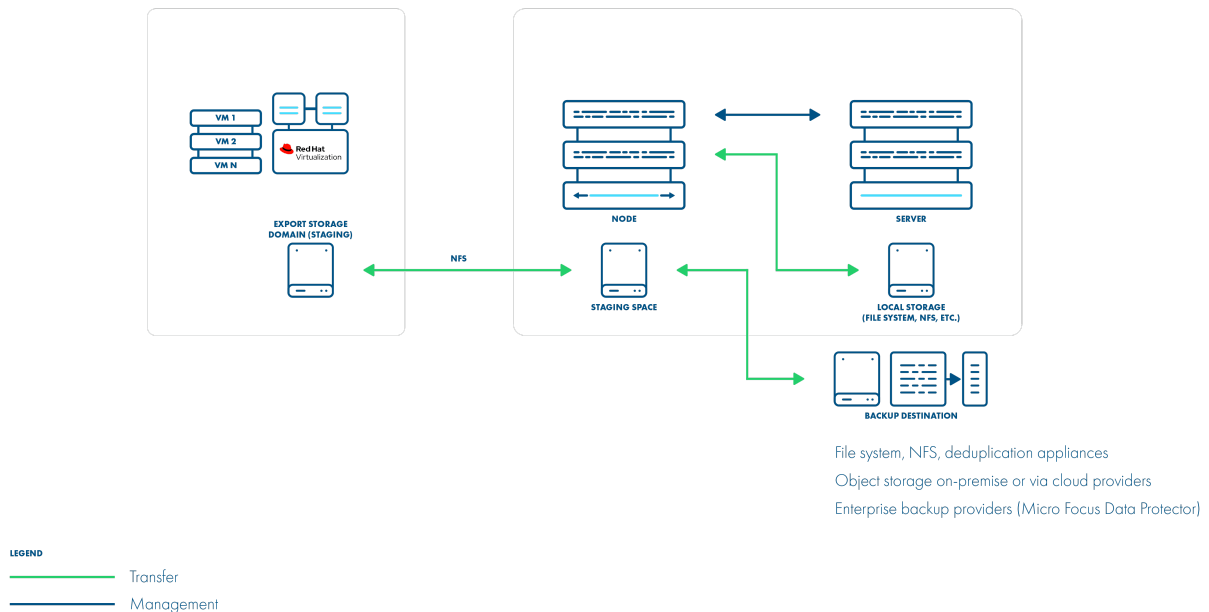 VM 1
VM 2
VM N
Red Hat
Virtualization
EXPORT STORAGE
DOMAIN (STAGING)
NFS
NODE
SERVER
STAGING SPACE
LOCAL STORAGE
(FILE SYSTEM, NFS, ETC.)
BACKUP DESTINATION
File system, NFS, deduplication appliances
Object storage on-premise or via cloud providers
Enterprise backup providers (Micro Focus Data Protector)
LEGEND
Transfer
Management